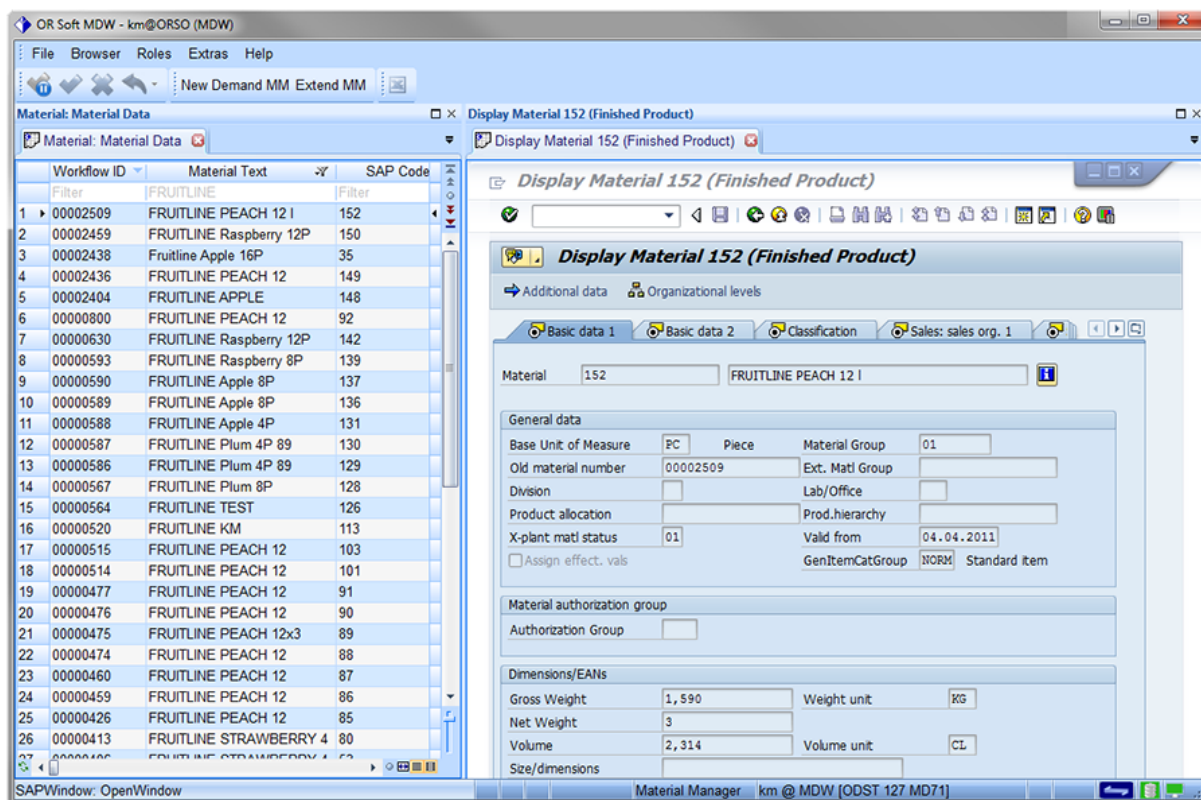 OR Soft MDW - km@ORSO (MDW)
File Browser Roles Extras Help
New Demand MM Extend MM
Material: Material Data
Material: Material Data
Workflow ID Material Text SAP Code
Filter FRUITLINE Filter
1 00002509 FRUITLINE PEACH 12 l 152
2 00002459 FRUITLINE Raspberry 12P 150
3 00002438 Fruitline Apple 16P 35
4 00002436 FRUITLINE PEACH 12 149
5 00002404 FRUITLINE APPLE 148
6 00000800 FRUITLINE PEACH 12 92
7 00000630 FRUITLINE Raspberry 12P 142
8 00000593 FRUITLINE Raspberry 8P 139
9 00000590 FRUITLINE Apple 8P 137
10 00000589 FRUITLINE Apple 8P 136
11 00000588 FRUITLINE Apple 4P 131
12 00000587 FRUITLINE Plum 4P 89 130
13 00000586 FRUITLINE Plum 4P 89 129
14 00000567 FRUITLINE Plum 8P 128
15 00000564 FRUITLINE TEST 126
16 00000520 FRUITLINE KM 113
17 00000515 FRUITLINE PEACH 12 103
18 00000514 FRUITLINE PEACH 12 101
19 00000477 FRUITLINE PEACH 12 91
20 00000476 FRUITLINE PEACH 12 90
21 00000475 FRUITLINE PEACH 12x3 89
22 00000474 FRUITLINE PEACH 12 88
23 00000460 FRUITLINE PEACH 12 87
24 00000459 FRUITLINE PEACH 12 86
25 00000426 FRUITLINE PEACH 12 85
26 00000413 FRUITLINE STRAWBERRY 4 80
Display Material 152 (Finished Product)
Display Material 152 (Finished Product)
Display Material 152 (Finished Product)
Display Material 152 (Finished Product)
Additional data Organizational levels
Basic data 1 Basic data 2 Classification Sales: sales org. 1
Material 152 FRUITLINE PEACH 12 l
General data
Base Unit of Measure PC Piece Material Group 01
Old material number 00002509 Ext. Matl Group
Division Lab/Office
Product allocation Prod.hierarchy
X-plant matl status 01 Valid from 04.04.2011
Assign effect. vals GenItemCatGroup NORM Standard item
Material authorization group
Authorization Group
Dimensions/EANs
Gross Weight 1,590 Weight unit KG
Net Weight 3
Volume 2,314 Volume unit CL
Size/dimensions
SAPWindow: OpenWindow Material Manager km @ MDW [ODST 127 MD71]